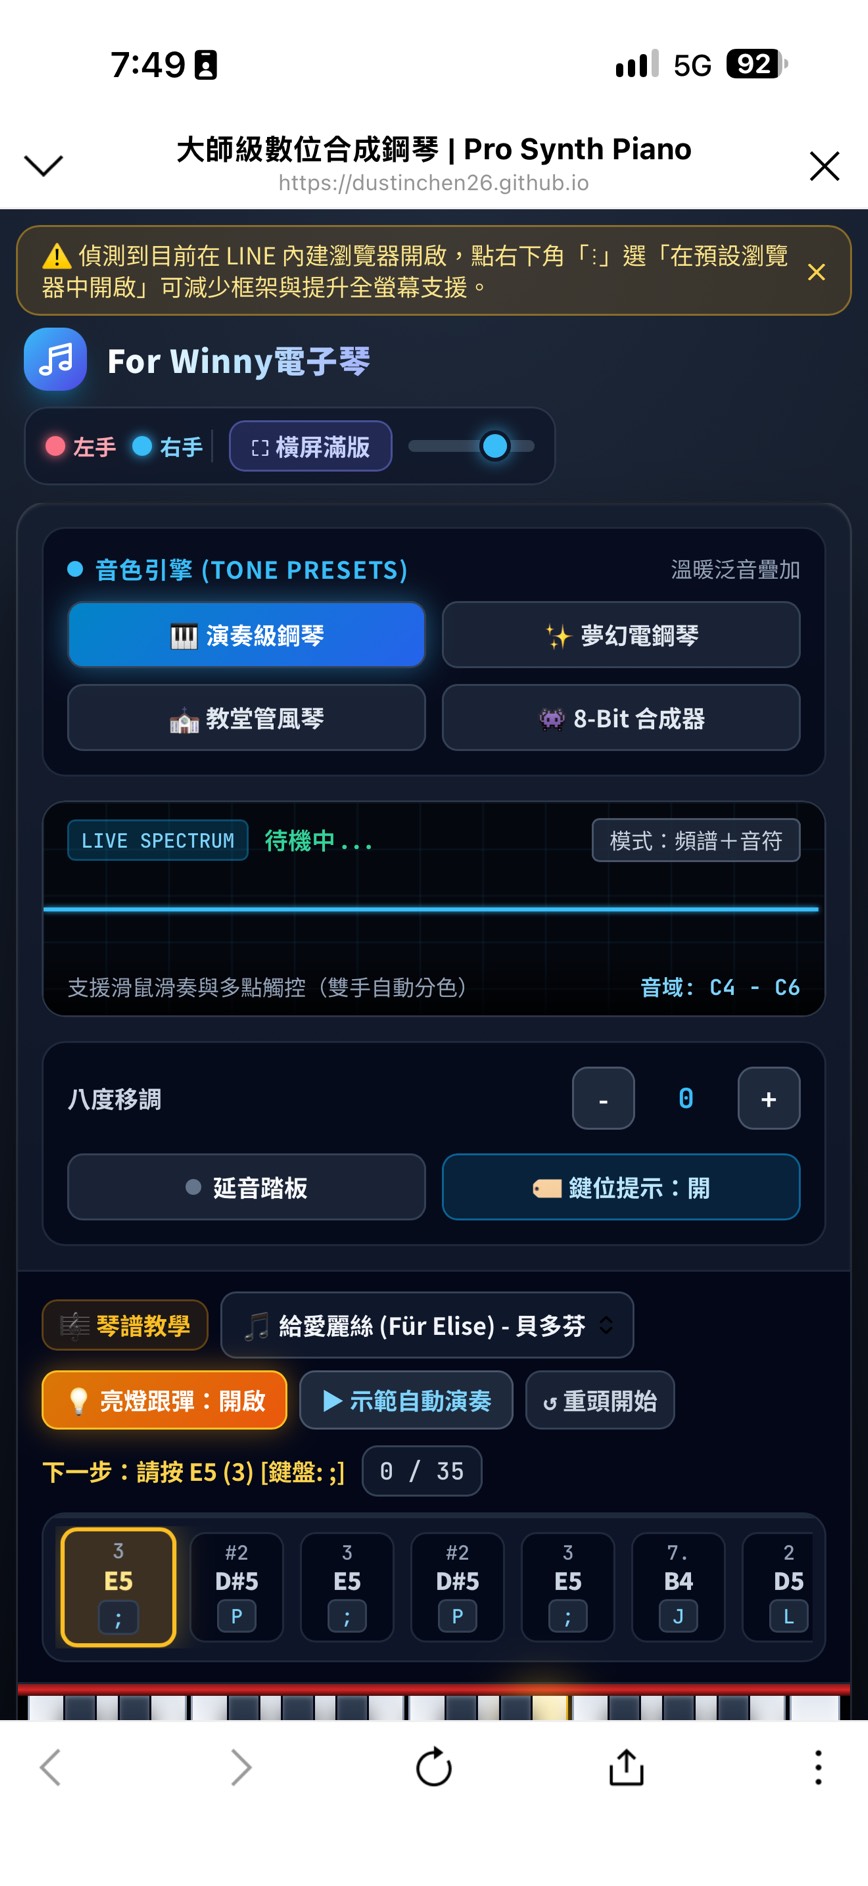 7:49
5G
92
大師級數位合成鋼琴 | Pro Synth Piano
https://dustinchen26.github.io
⚠️ 偵測到目前在 LINE 內建瀏覽器開啟，點右下角「⋮」選「在預設瀏覽
器中開啟」可減少框架與提升全螢幕支援。
For Winny電子琴
左手 右手 橫屏滿版
音色引擎 (TONE PRESETS) 溫暖泛音疊加
🎹 演奏級鋼琴 ✨ 夢幻電鋼琴
⛪ 教堂管風琴 👾 8-Bit 合成器
LIVE SPECTRUM 待機中... 模式：頻譜＋音符
支援滑鼠滑奏與多點觸控（雙手自動分色） 音域: C4 - C6
八度移調 - 0 +
延音踏板 🏷️ 鍵位提示：開
🎼 琴譜教學 🎵 給愛麗絲 (Für Elise) - 貝多芬
💡 亮燈跟彈：開啟 ▶ 示範自動演奏 ↺ 重頭開始
下一步：請按 E5 (3) [鍵盤: ;] 0 / 35
3 #2 3 #2 3 7. 2
E5 D#5 E5 D#5 E5 B4 D5
; P ; P ; J L